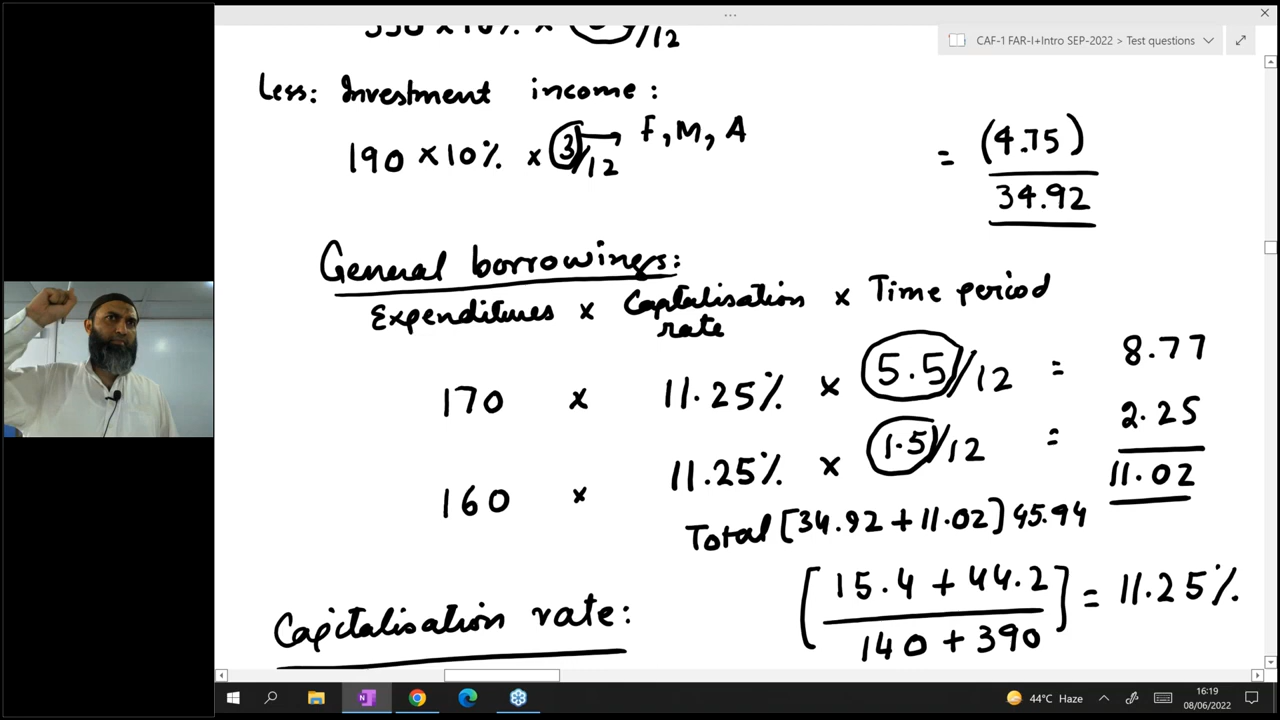 CAF-1 FAR-I+Intro SEP-2022 > Test questions
Less: Investment income:
190 × 10% × 3/12 → F, M, A = (4.75)
34.92
General borrowings:
Expenditures × Captalisation rate × Time period
170 × 11.25% × 5.5/12 = 8.77
160 × 11.25% × 1.5/12 = 2.25
11.02
Total [34.92 + 11.02] 45.94
Capitalisation rate: [15.4 + 44.2 / 140 + 390] = 11.25%
44°C Haze
16:19
08/06/2022